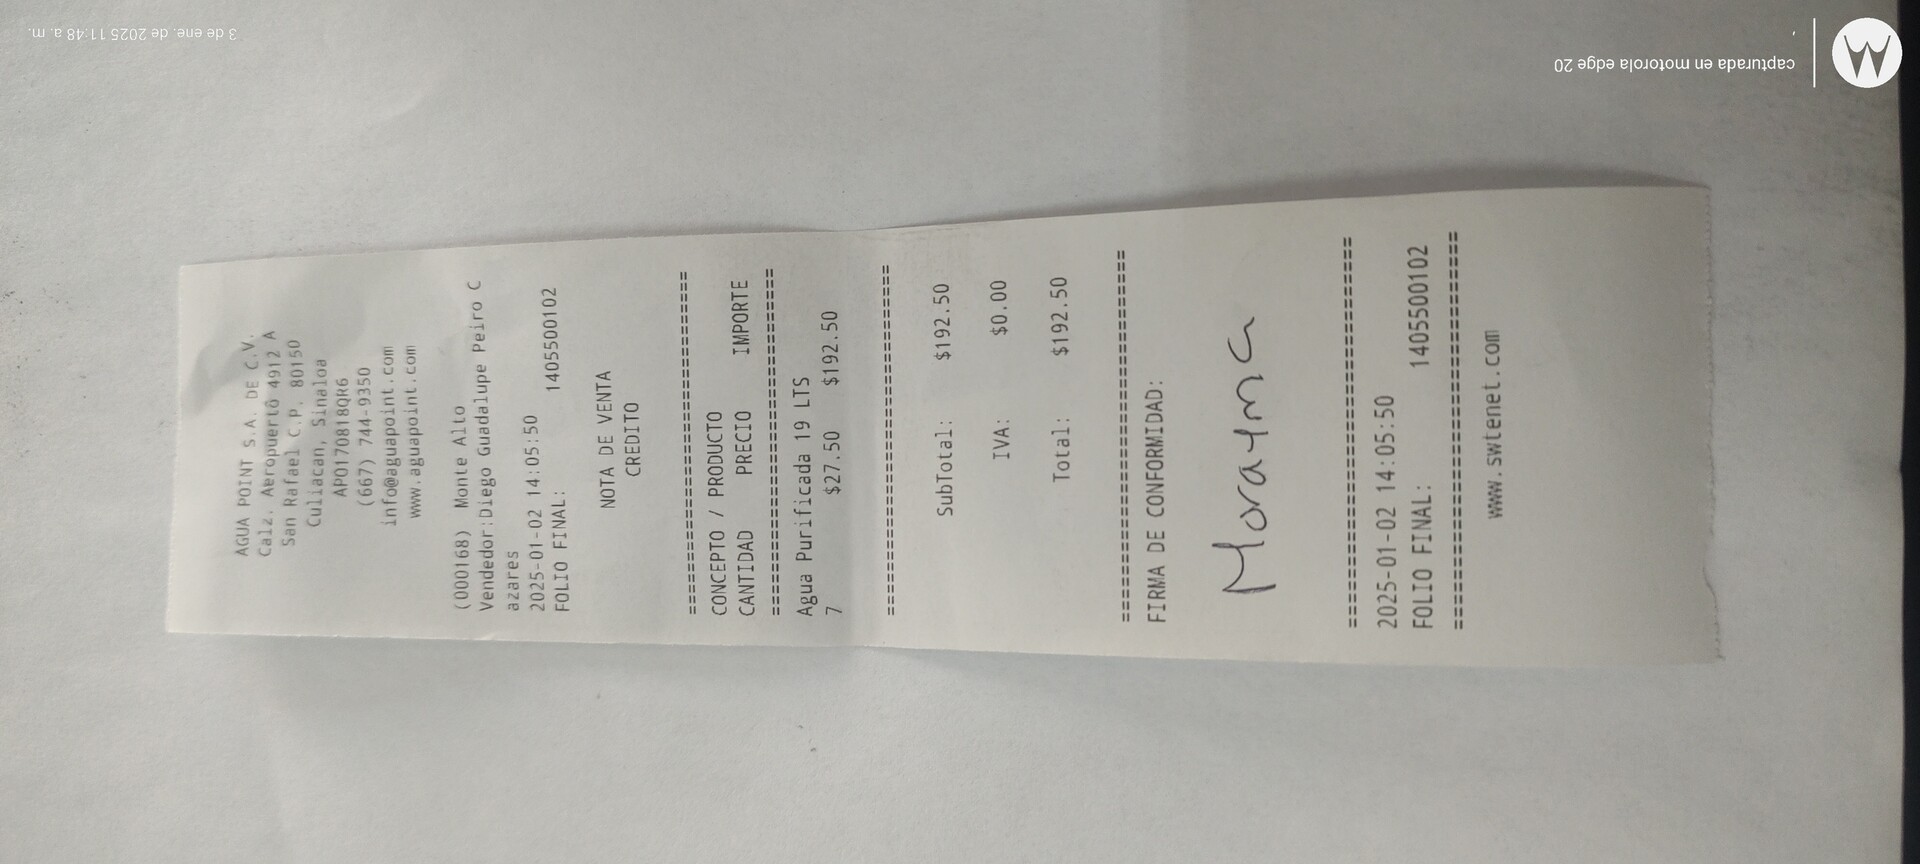 AGUA POINT S.A. DE C.V.
Calz. Aeropuerto 4912 A
San Rafael C.P. 80150
Culiacan, Sinaloa
APO170818QR6
(667) 744-9350
info@aguapoint.com
www.aguapoint.com
(000168) Monte Alto
Vendedor:Diego Guadalupe Peiro C
azares
2025-01-02 14:05:50
FOLIO FINAL: 1405500102
NOTA DE VENTA
CREDITO
================================
CONCEPTO / PRODUCTO
CANTIDAD PRECIO IMPORTE
================================
Agua Purificada 19 LTS
7 $27.50 $192.50
================================
SubTotal: $192.50
IVA: $0.00
Total: $192.50
================================
FIRMA DE CONFORMIDAD:
================================
2025-01-02 14:05:50
FOLIO FINAL: 1405500102
================================
www.swtenet.com
capturada en motorola edge 20
3 de ene. de 2025 11:48 a. m.